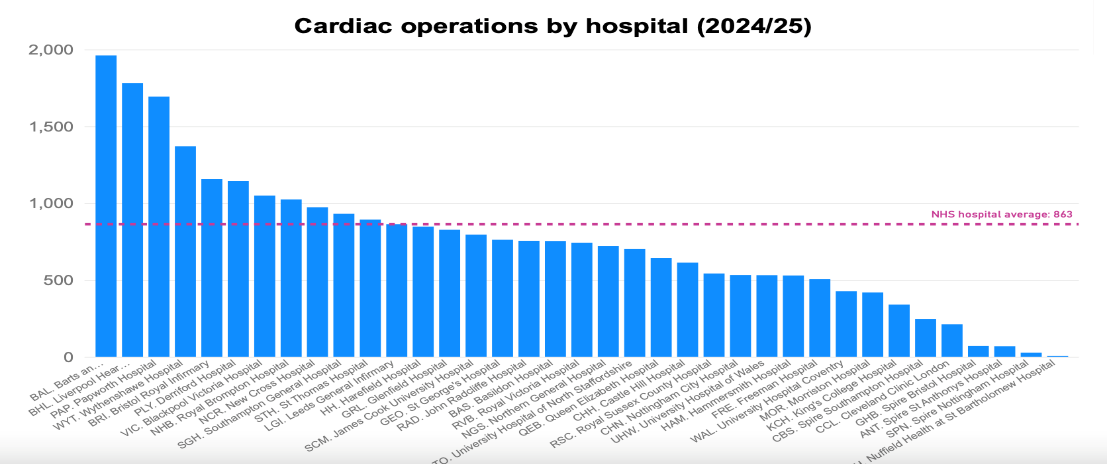 Cardiac operations by hospital (2024/25)
2,000
1,500
1,000
500
0
NHS hospital average: 863
BAL. Barts an...
BHL. Liverpool Hear...
PAP. Papworth Hospital
WYT. Wythenshawe Hospital
BRI. Bristol Royal Infirmary
PLY. Derriford Hospital
VIC. Blackpool Victoria Hospital
NHB. Royal Brompton Hospital
NCR. New Cross Hospital
SGH. Southampton General Hospital
STH. St Thomas Hospital
LGI. Leeds General Infirmary
HH. Harefield Hospital
GRL. Glenfield Hospital
SCM. James Cook University Hospital
GEO. St George's Hospital
RAD. John Radcliffe Hospital
BAS. Basildon Hospital
RVB. Royal Victoria Hospital
NGS. Northern General Hospital
TO. University Hospital of North Staffordshire
QEB. Queen Elizabeth Hospital
CHH. Castle Hill Hospital
RSC. Royal Sussex County Hospital
CHN. Nottingham City Hospital
UHW. University Hospital of Wales
HAM. Hammersmith Hospital
FRE. Freeman Hospital
WAL. University Hospital Coventry
MOR. Morriston Hospital
KCH. King's College Hospital
CBS. Spire Southampton Hospital
CCL. Cleveland Clinic London
GHB. Spire Bristol Hospital
ANT. Spire St Anthonys Hospital
SPN. Spire Nottingham Hospital
Nuffield Health at St Bartholomew Hospital